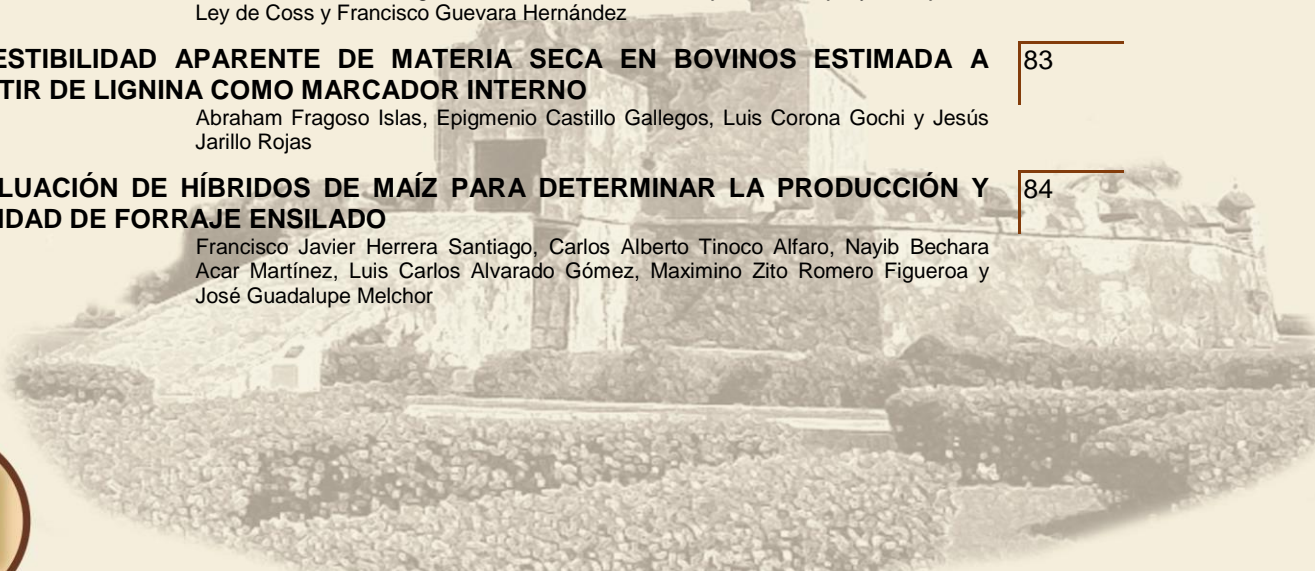 Ley de Coss y Francisco Guevara Hernández
ESTIBILIDAD APARENTE DE MATERIA SECA EN BOVINOS ESTIMADA A 83
TIR DE LIGNINA COMO MARCADOR INTERNO
Abraham Fragoso Islas, Epigmenio Castillo Gallegos, Luis Corona Gochi y Jesús
Jarillo Rojas
LUACIÓN DE HÍBRIDOS DE MAÍZ PARA DETERMINAR LA PRODUCCIÓN Y 84
IDAD DE FORRAJE ENSILADO
Francisco Javier Herrera Santiago, Carlos Alberto Tinoco Alfaro, Nayib Bechara
Acar Martínez, Luis Carlos Alvarado Gómez, Maximino Zito Romero Figueroa y
José Guadalupe Melchor